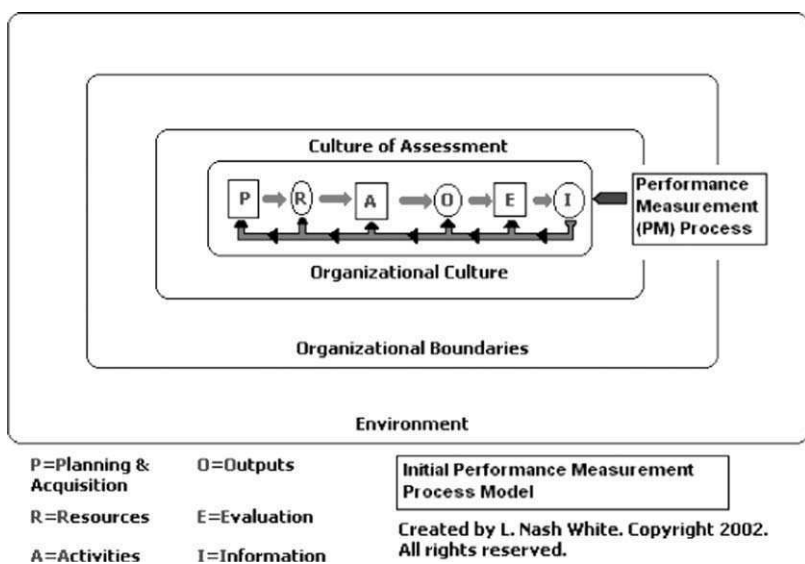 Culture of Assessment
P R A O E I
Performance
Measurement
(PM) Process
Organizational Culture
Organizational Boundaries
Environment
P=Planning &
Acquisition
R=Resources
A=Activities
O=Outputs
E=Evaluation
I=Information
Initial Performance Measurement
Process Model
Created by L. Nash White. Copyright 2002.
All rights reserved.